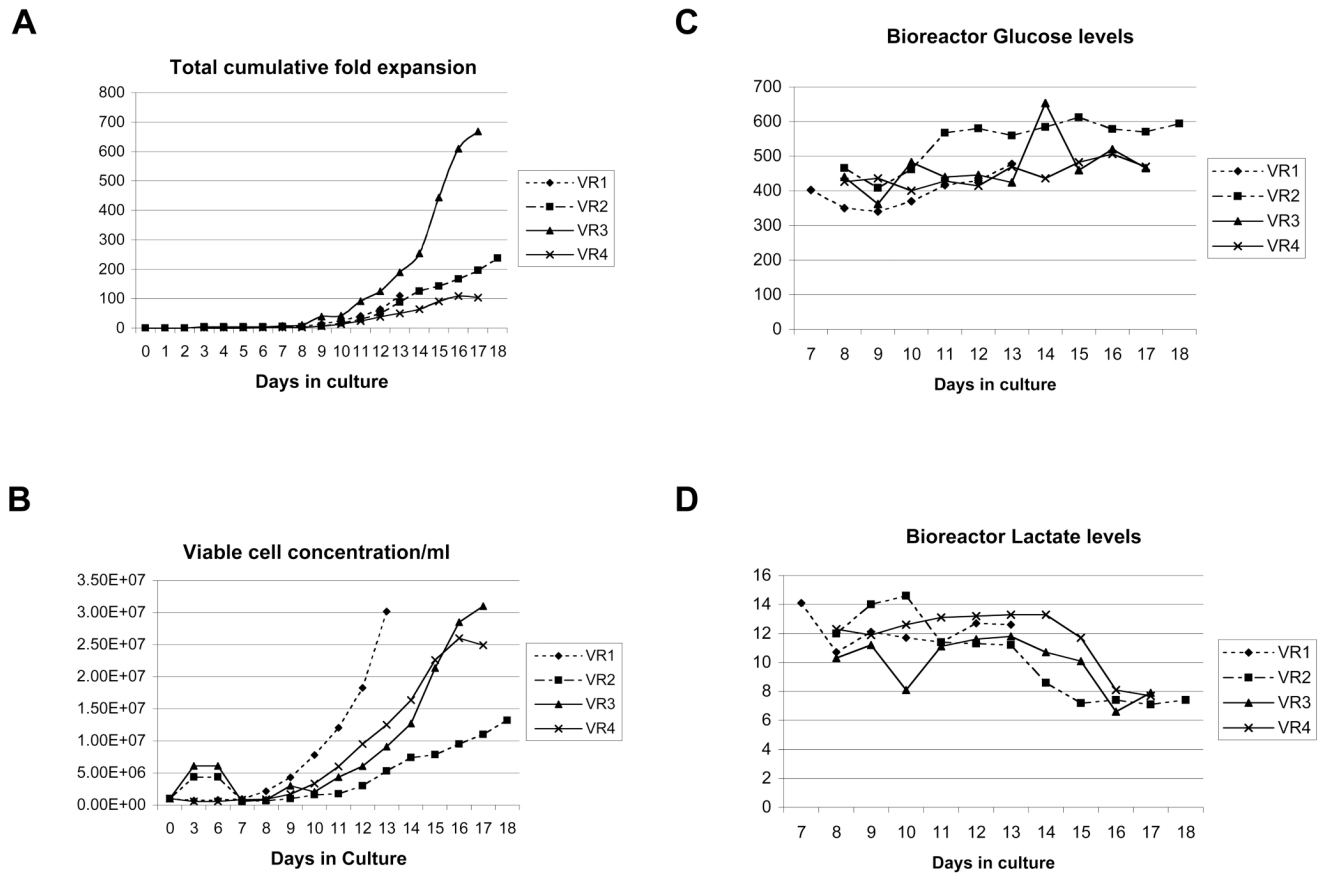 A
Total cumulative fold expansion
800
700
600
500
400
300
200
100
0
0 1 2 3 4 5 6 7 8 9 10 11 12 13 14 15 16 17 18
Days in culture
VR1
VR2
VR3
VR4
B
Viable cell concentration/ml
3.50E+07
3.00E+07
2.50E+07
2.00E+07
1.50E+07
1.00E+07
5.00E+06
0.00E+00
0 3 6 7 8 9 10 11 12 13 14 15 16 17 18
Days in Culture
VR1
VR2
VR3
VR4
C
Bioreactor Glucose levels
700
600
500
400
300
200
100
0
7 8 9 10 11 12 13 14 15 16 17 18
Days in culture
VR1
VR2
VR3
VR4
D
Bioreactor Lactate levels
16
14
12
10
8
6
4
2
0
7 8 9 10 11 12 13 14 15 16 17 18
Days in culture
VR1
VR2
VR3
VR4